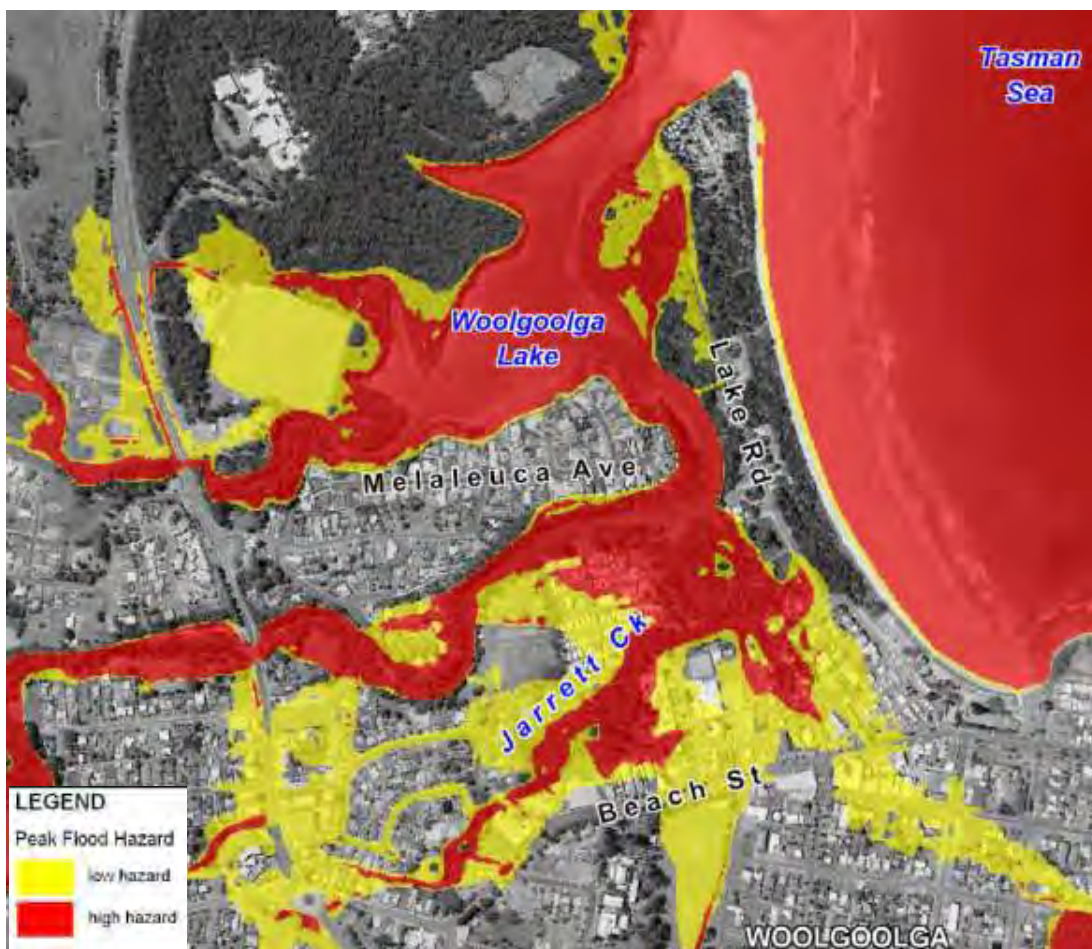 Tasman
Sea
Woolgoolga
Lake
Lake Rd
Melaleuca Ave
Jarrett Ck
Beach St
LEGEND
Peak Flood Hazard
low hazard
high hazard
WOOLGOOLGA